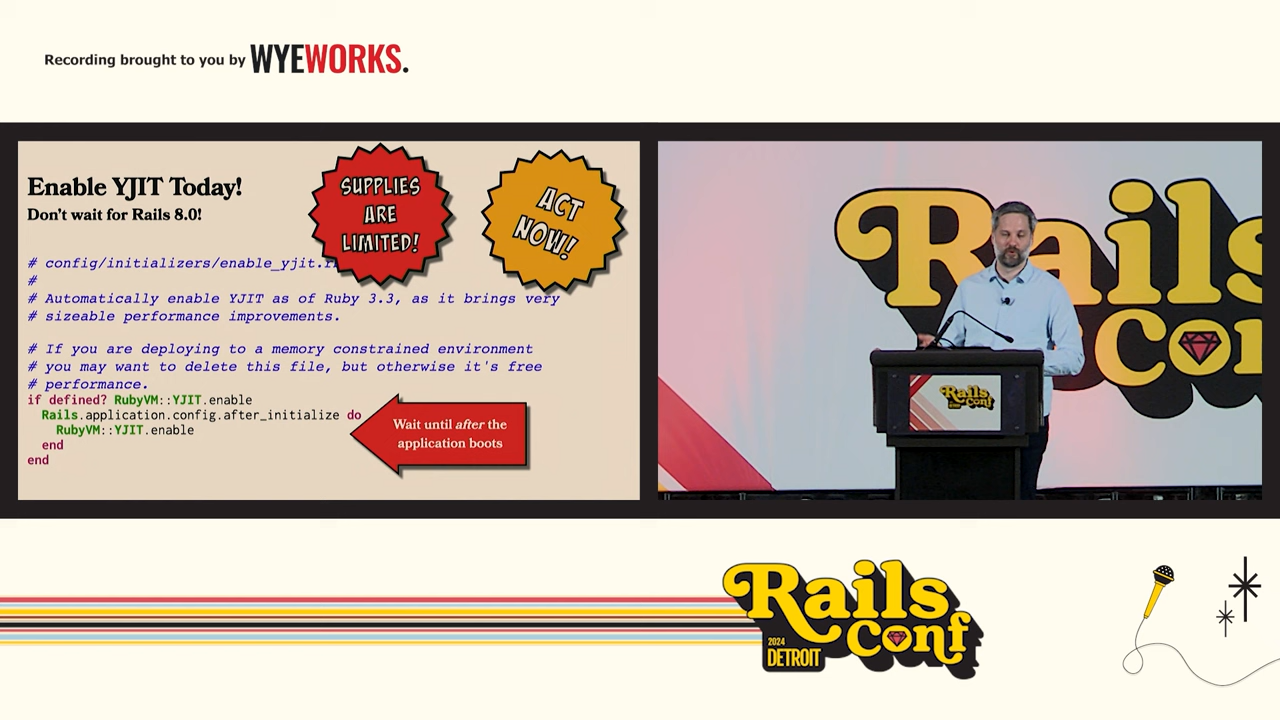 Recording brought to you by WYEWORKS.
Enable YJIT Today!
Don't wait for Rails 8.0!
SUPPLIES
ARE
LIMITED!
ACT
NOW!
# config/initializers/enable_yjit.r
#
# Automatically enable YJIT as of Ruby 3.3, as it brings very
# sizeable performance improvements.
# If you are deploying to a memory constrained environment
# you may want to delete this file, but otherwise it's free
# performance.
if defined? RubyVM::YJIT.enable
  Rails.application.config.after_initialize do
    RubyVM::YJIT.enable
  end
end
Wait until after the
application boots
Rails
Conf
Rails
Conf
Rails
Conf
2024
DETROIT